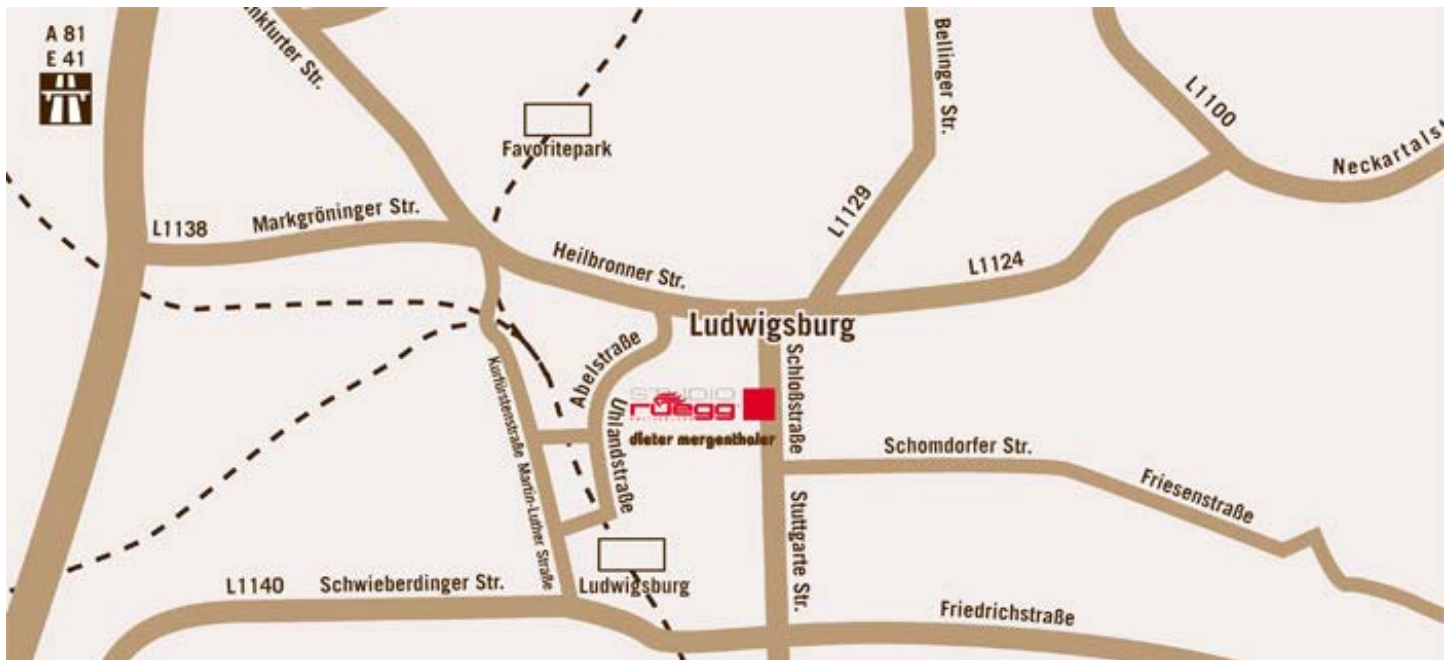 A 81
E 41
nkfurter Str.
Bellinger Str.
L1100
Neckartals
Favoritepark
L1138
Markgröninger Str.
L1129
Heilbronner Str.
L1124
Ludwigsburg
Abelstraße
Schloßstraße
STUDIO
rüegg
dieter mergenthaler
Uhlandstraße
Kurfürstenstraße Martin-Luther Straße
Schomdorfer Str.
Friesenstraße
Stuttgarte Str.
L1140
Schwieberdinger Str.
Ludwigsburg
Friedrichstraße